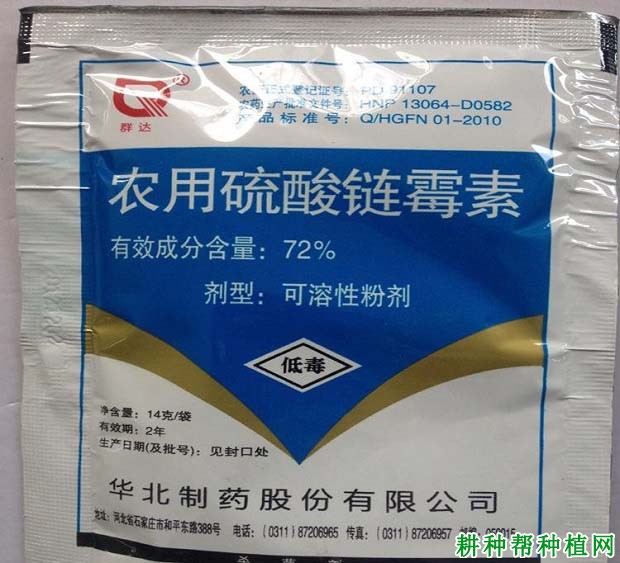 群达
农药正式登记证号: PD 91107
农药生产批准文件号: HNP 13064-D0582
产品标准号: Q/HGFN 01-2010
农用硫酸链霉素
有效成分含量: 72%
剂型: 可溶性粉剂
低毒
净含量: 14克/袋
有效期: 2年
生产日期(及批号): 见封口处
华北制药股份有限公司
地址: 河北省石家庄市和平东路388号 电话: (0311) 87206965 传真: (0311) 87206957
耕种帮种植网